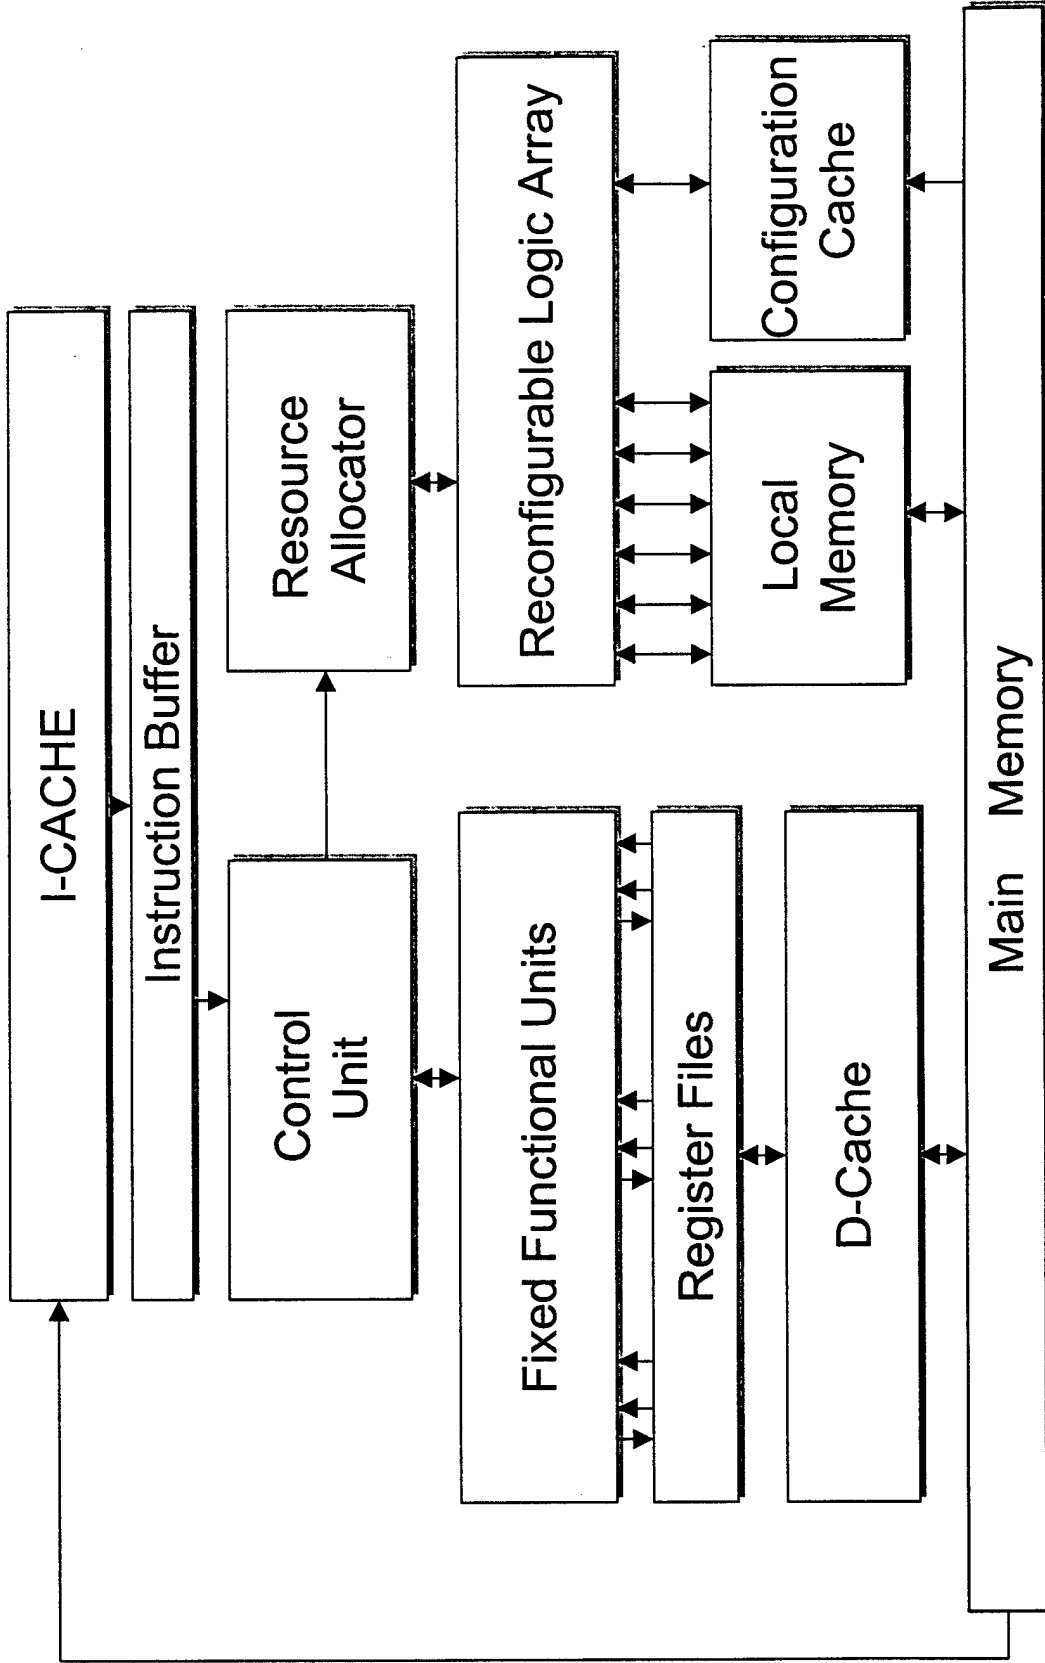 I-CACHE
Instruction Buffer
Control
Unit
Resource
Allocator
Fixed Functional Units
Reconfigurable Logic Array
Register Files
D-Cache
Local
Memory
Configuration
Cache
Main Memory